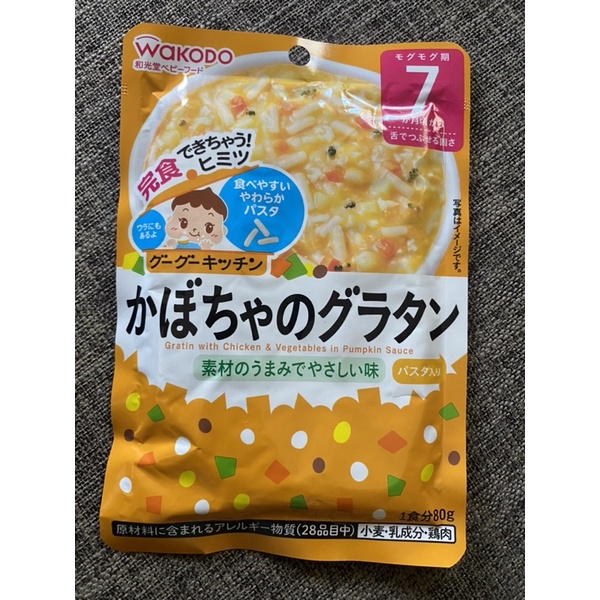 wakodo
和光堂ベビーフード
モグモグ期
7
か月頃から
舌でつぶせる固さ
完食できちゃう!
ヒミツ
食べやすい
やわらか
パスタ
ウラにも
あるよ
写真はイメージです。
グーグーキッチン
かぼちゃのグラタン
Gratin with Chicken & Vegetables in Pumpkin Sauce
素材のうまみでやさしい味
パスタ入り
1食分80g
原材料に含まれるアレルギー物質(28品目中) 小麦・乳成分・鶏肉